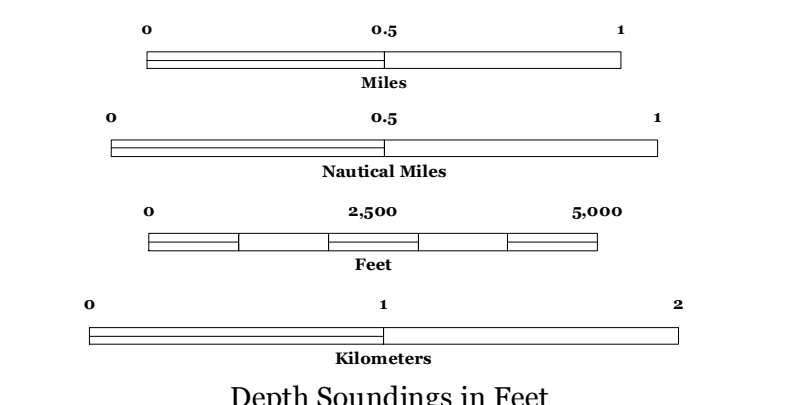 0 0.5 1
Miles
0 0.5 1
Nautical Miles
0 2,500 5,000
Feet
0 1 2
Kilometers
Depth Soundings in Feet